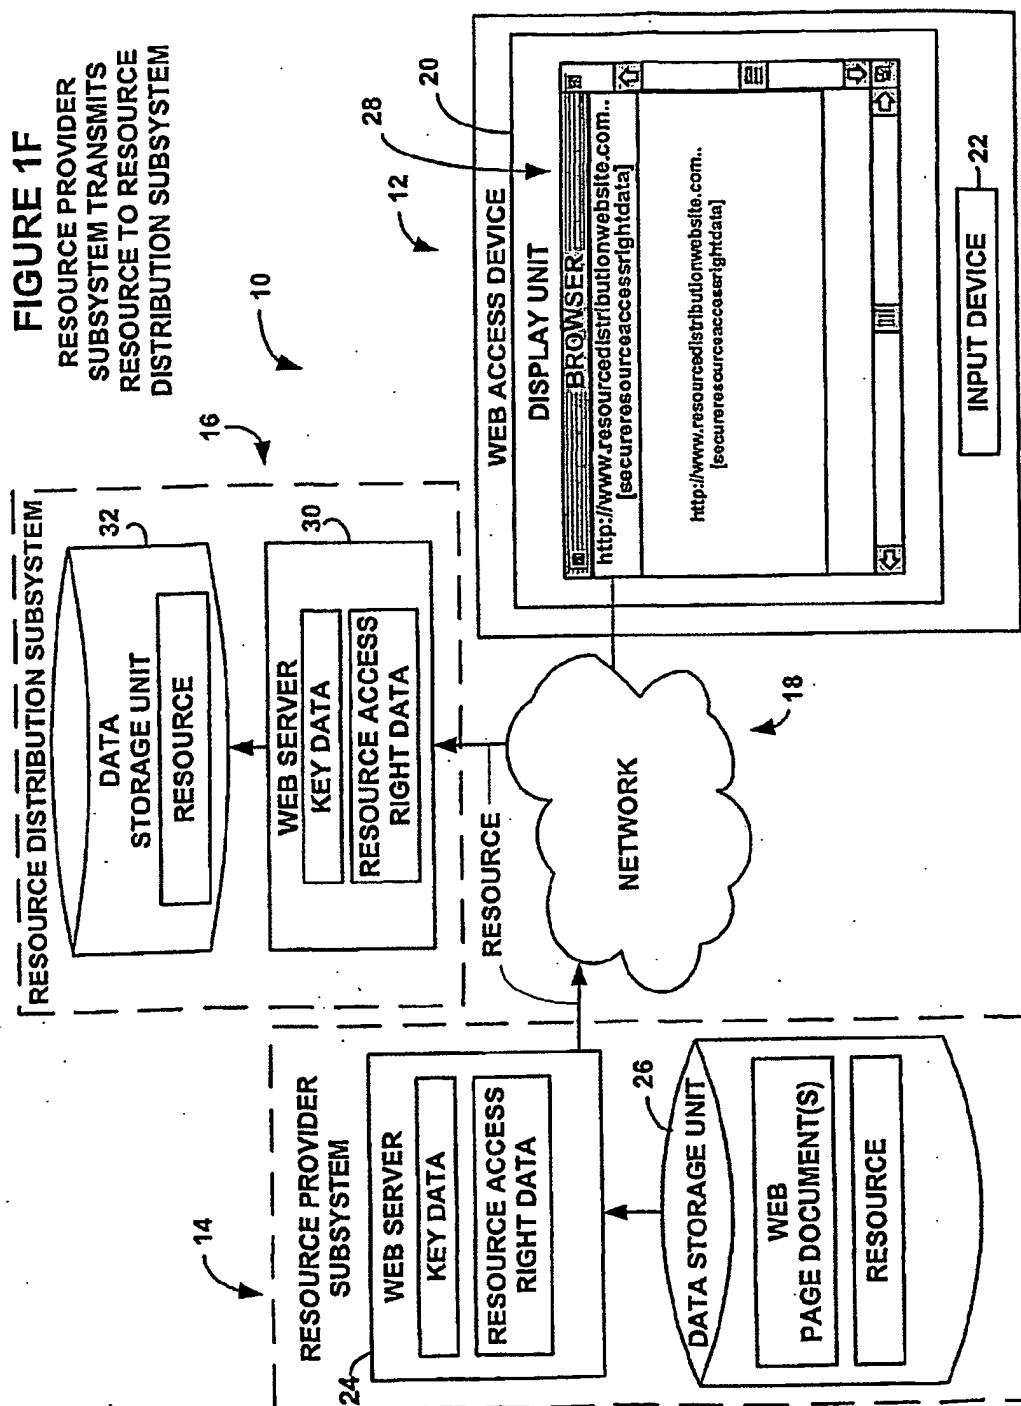 FIGURE 1F
RESOURCE PROVIDER
SUBSYSTEM TRANSMITS
RESOURCE TO RESOURCE
DISTRIBUTION SUBSYSTEM
10
14
RESOURCE PROVIDER
SUBSYSTEM
24
WEB SERVER
KEY DATA
RESOURCE ACCESS
RIGHT DATA
26
DATA STORAGE UNIT
WEB
PAGE DOCUMENT(S)
RESOURCE
RESOURCE DISTRIBUTION SUBSYSTEM
16
32
DATA
STORAGE UNIT
RESOURCE
30
WEB SERVER
KEY DATA
RESOURCE ACCESS
RIGHT DATA
RESOURCE
NETWORK
18
12
20
28
WEB ACCESS DEVICE
DISPLAY UNIT
BROWSER
http://www.resourcedistributionwebsite.com..
[secureresourceaccessrightdata]
http://www.resourcedistributionwebsite.com..
[secureresourceaccessrightdata]
INPUT DEVICE
22